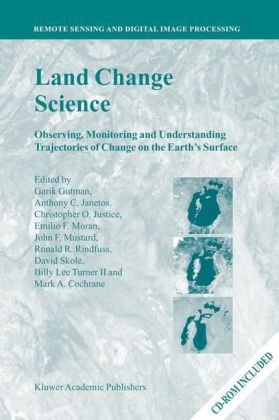 REMOTE SENSING AND DIGITAL IMAGE PROCESSING
Land Change
Science
Observing, Monitoring and Understanding
Trajectories of Change on the Earth's Surface
Edited by
Garik Gutman,
Anthony C. Janetos,
Christopher O. Justice,
Emilio F. Moran,
John F. Mustard,
Ronald R. Rindfuss,
David Skole,
Billy Lee Turner II and
Mark A. Cochrane
Kluwer Academic Publishers
CD-ROM INCLUDED